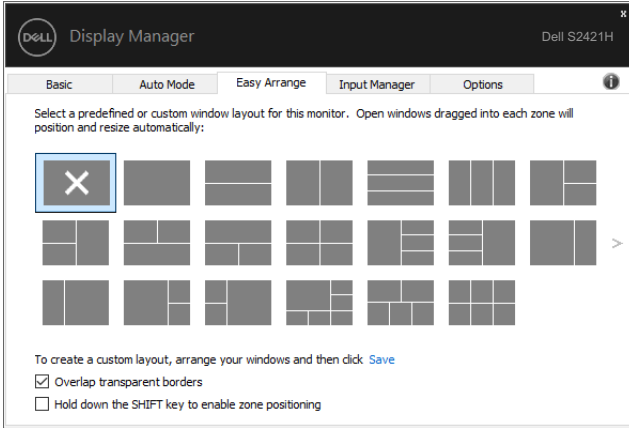 x
DELL Display Manager Dell S2421H
Basic Auto Mode Easy Arrange Input Manager Options i
Select a predefined or custom window layout for this monitor. Open windows dragged into each zone will
position and resize automatically:
>
To create a custom layout, arrange your windows and then click Save
Overlap transparent borders
Hold down the SHIFT key to enable zone positioning